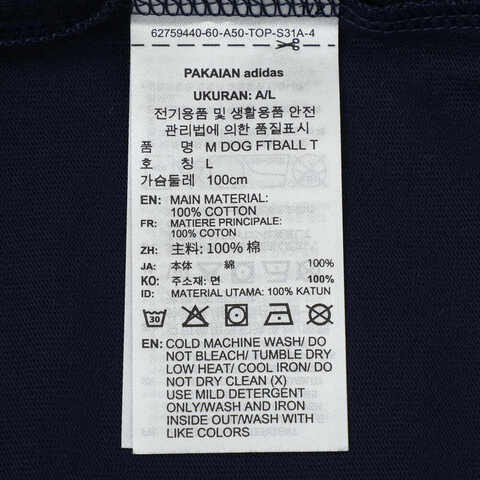 62759440-60-A50-TOP-S31A-4
PAKAIAN adidas
UKURAN: A/L
전기용품 및 생활용품 안전
관리법에 의한 품질표시
품 명 M DOG FTBALL T
호 칭 L
가슴둘레 100cm
EN: MAIN MATERIAL:
100% COTTON
FR: MATIERE PRINCIPALE:
100% COTON
ZH: 主料: 100% 棉
JA: 本体 綿 100%
KO: 주소재: 면 100%
ID: MATERIAL UTAMA: 100% KATUN
30
EN: COLD MACHINE WASH/ DO
NOT BLEACH/ TUMBLE DRY
LOW HEAT/ COOL IRON/ DO
NOT DRY CLEAN (X)
USE MILD DETERGENT
ONLY/WASH AND IRON
INSIDE OUT/WASH WITH
LIKE COLORS